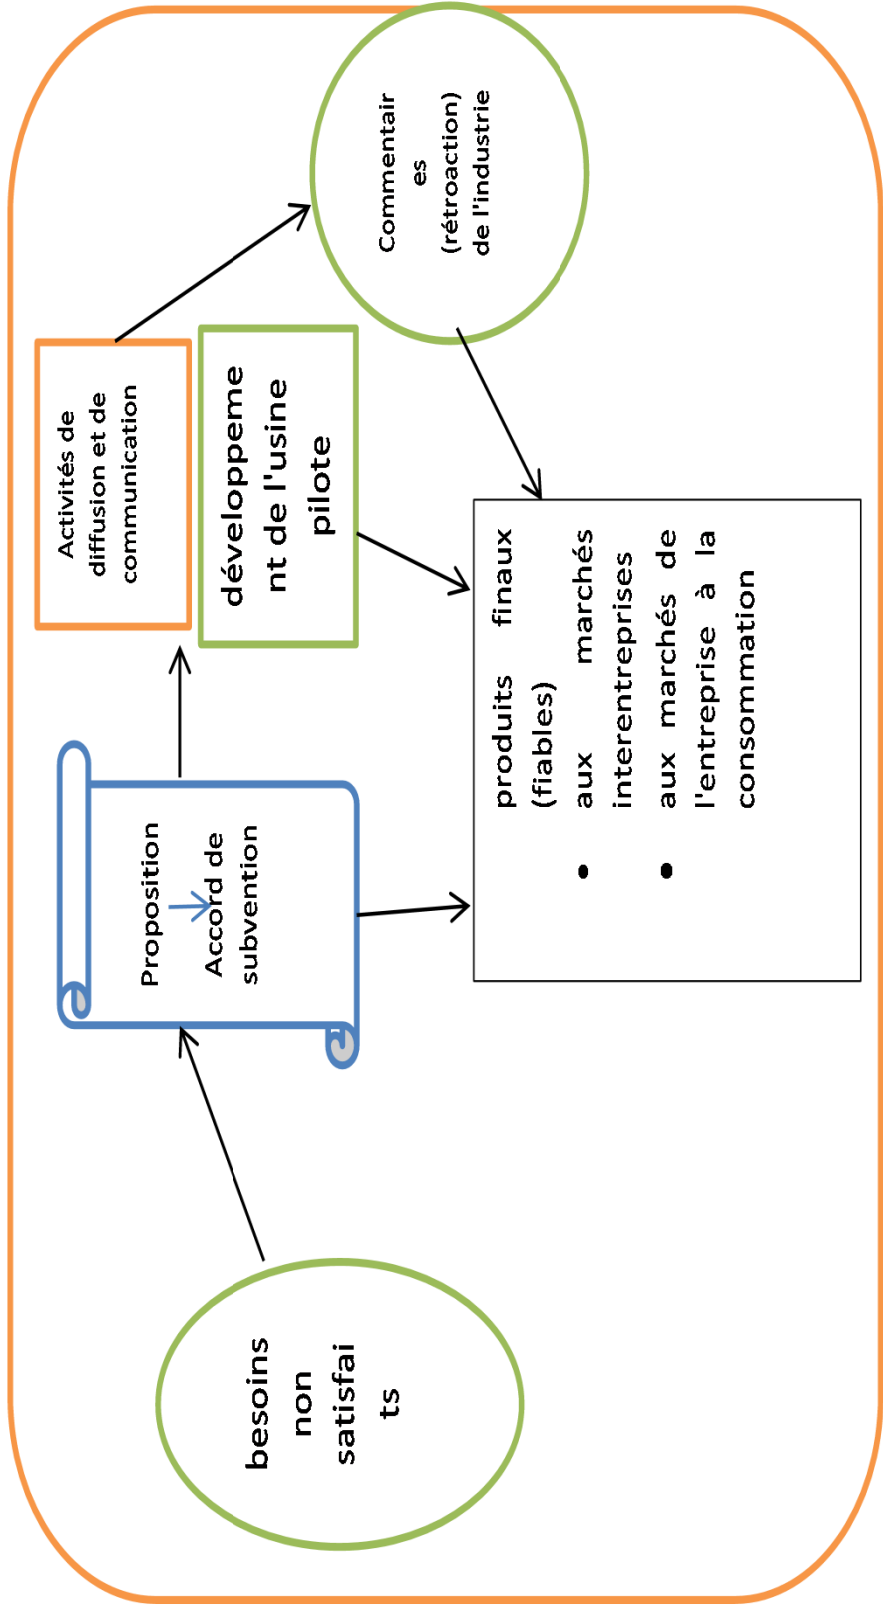 besoins
non
satisfai
ts
Proposition
Accord de
subvention
Activités de
diffusion et de
communication
développeme
nt de l'usine
pilote
Commentair
es
(rétroaction)
de l'industrie
produits finaux
(fiables)
• aux marchés
interentreprises
• aux marchés de
l'entreprise à la
consommation